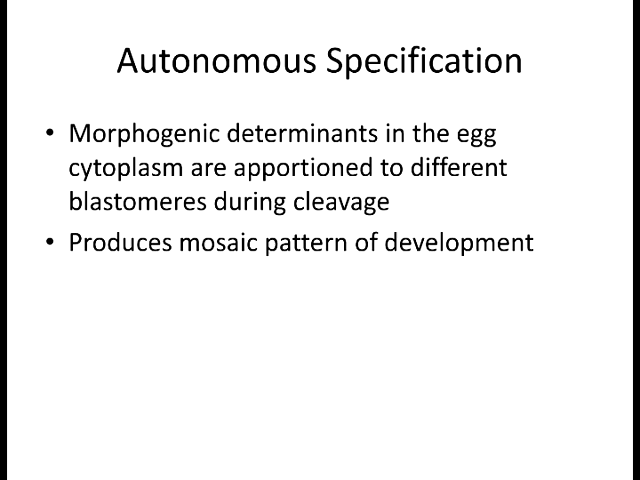 Autonomous Specification
• Morphogenic determinants in the egg
cytoplasm are apportioned to different
blastomeres during cleavage
• Produces mosaic pattern of development